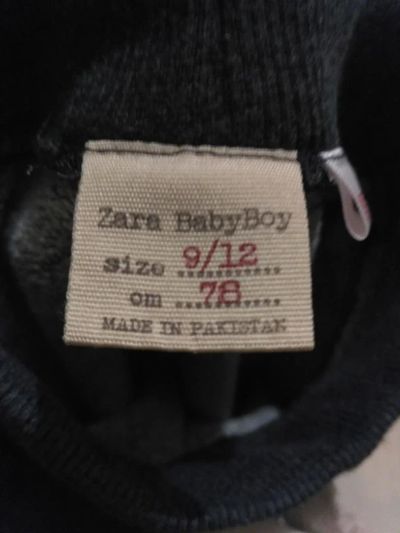 Zara BabyBoy
size 9/12
cm 78
MADE IN PAKISTAN